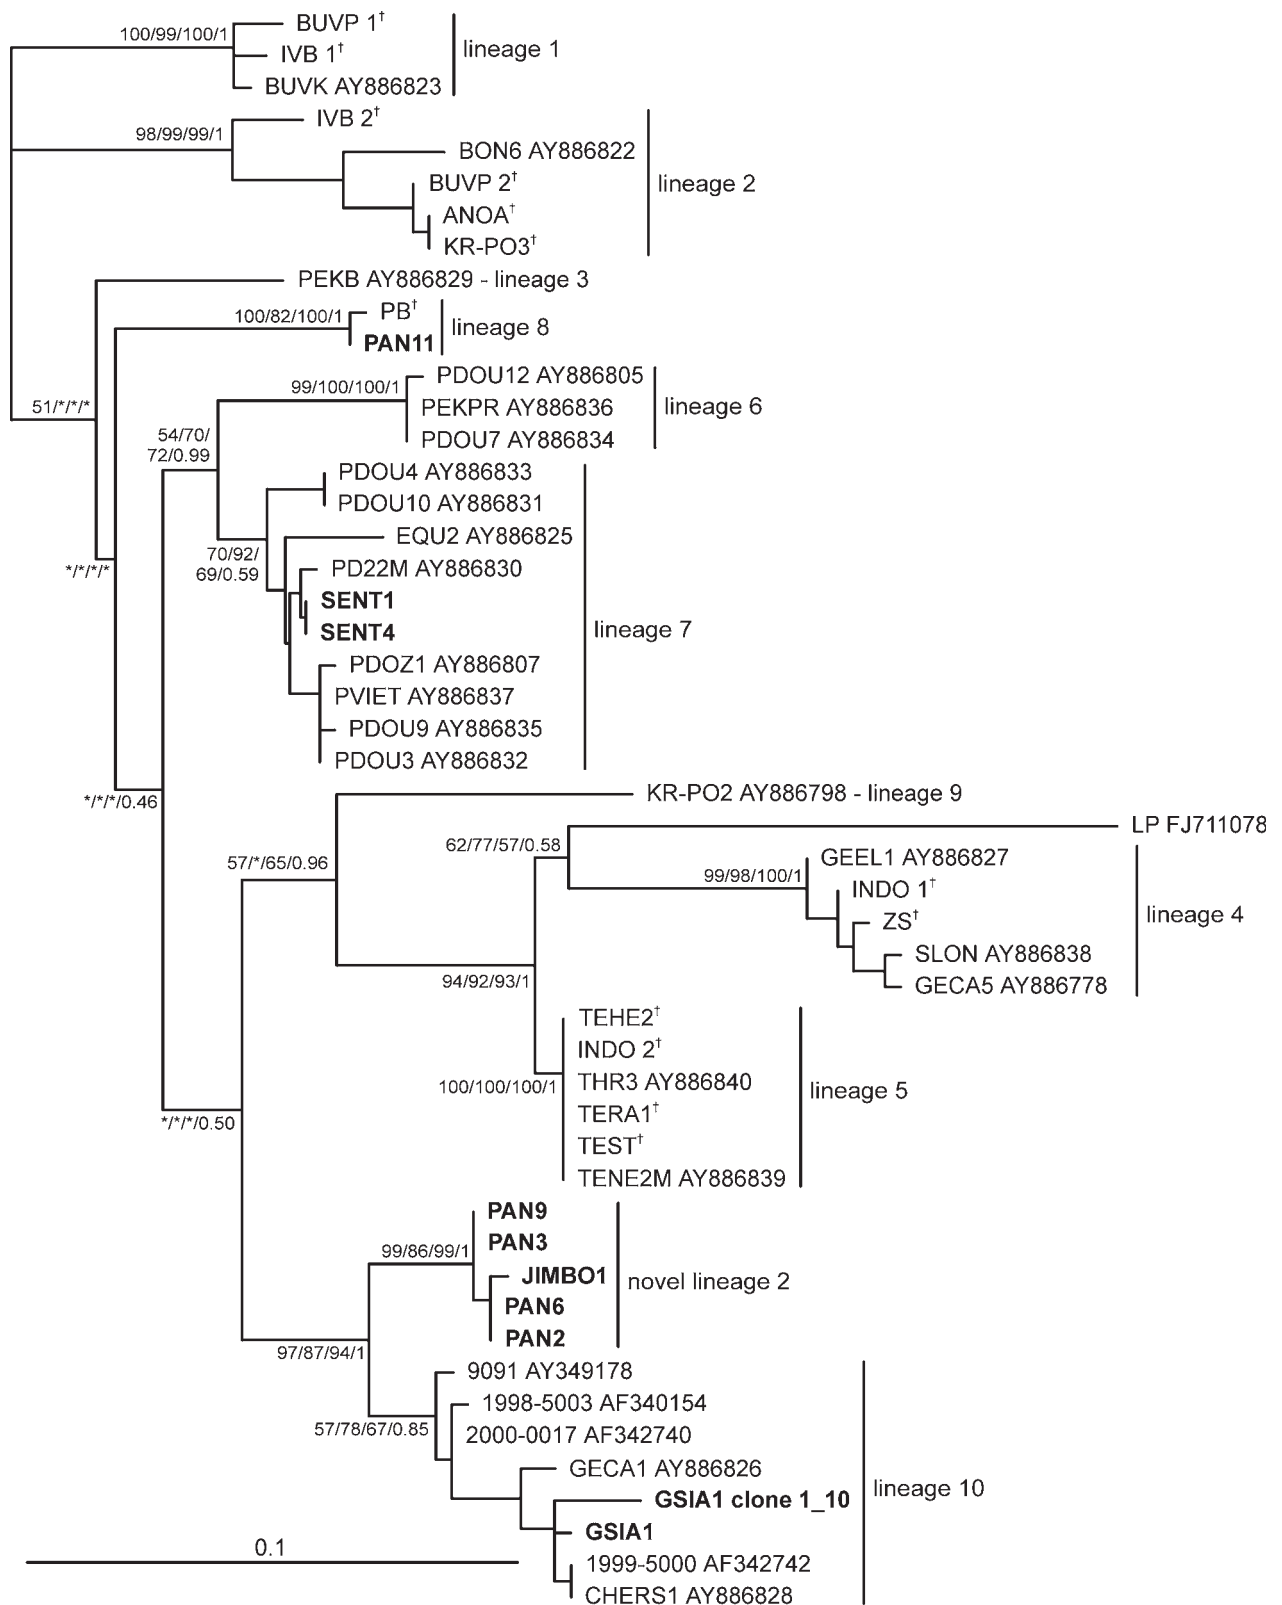 BUVP 1†
100/99/100/1
IVB 1†
lineage 1
BUVK AY886823
IVB 2†
98/99/99/1
BON6 AY886822
BUVP 2†
lineage 2
ANOA†
KR-PO3†
PEKB AY886829 - lineage 3
PB†
100/82/100/1
lineage 8
PAN11
51/*/*/*
PDOU12 AY886805
99/100/100/1
PEKPR AY886836
lineage 6
PDOU7 AY886834
54/70/
72/0.99
PDOU4 AY886833
PDOU10 AY886831
EQU2 AY886825
70/92/
69/0.59
*/*/*/*
PD22M AY886830
SENT1
SENT4
lineage 7
PDOZ1 AY886807
PVIET AY886837
PDOU9 AY886835
PDOU3 AY886832
*/*/*/0.46
KR-PO2 AY886798 - lineage 9
LP FJ711078
62/77/57/0.58
57/*/65/0.96
GEEL1 AY886827
99/98/100/1
INDO 1†
ZS†
lineage 4
SLON AY886838
GECA5 AY886778
94/92/93/1
TEHE2†
INDO 2†
THR3 AY886840
100/100/100/1
lineage 5
TERA1†
TEST†
TENE2M AY886839
*/*/*/0.50
PAN9
PAN3
99/86/99/1
JIMBO1
novel lineage 2
PAN6
PAN2
97/87/94/1
9091 AY349178
1998-5003 AF340154
57/78/67/0.85
2000-0017 AF342740
GECA1 AY886826
lineage 10
GSIA1 clone 1_10
GSIA1
0.1
1999-5000 AF342742
CHERS1 AY886828